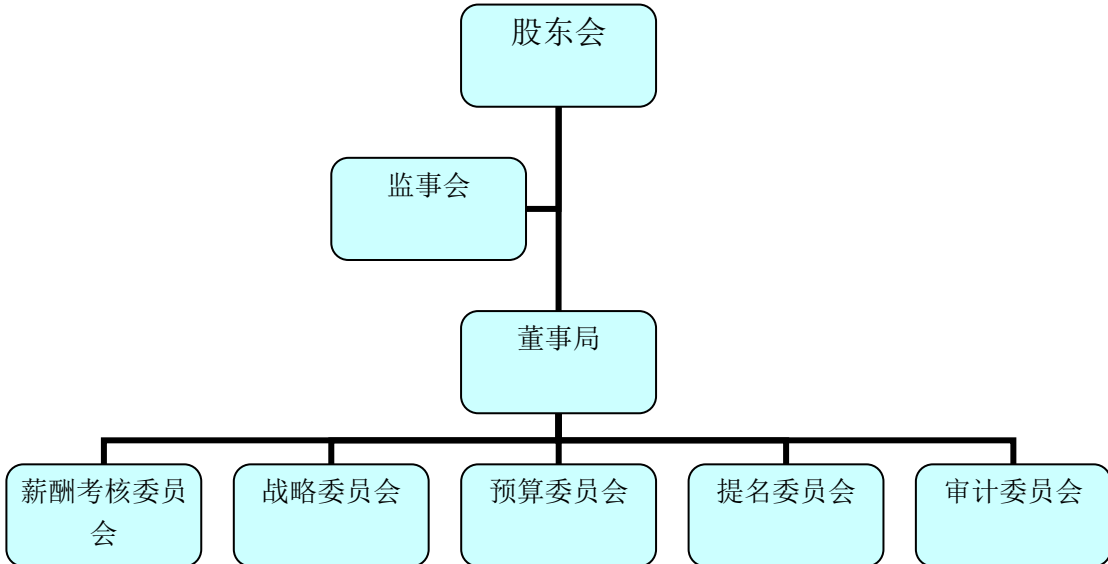 股东会
监事会
董事局
薪酬考核委员
会
战略委员会
预算委员会
提名委员会
审计委员会